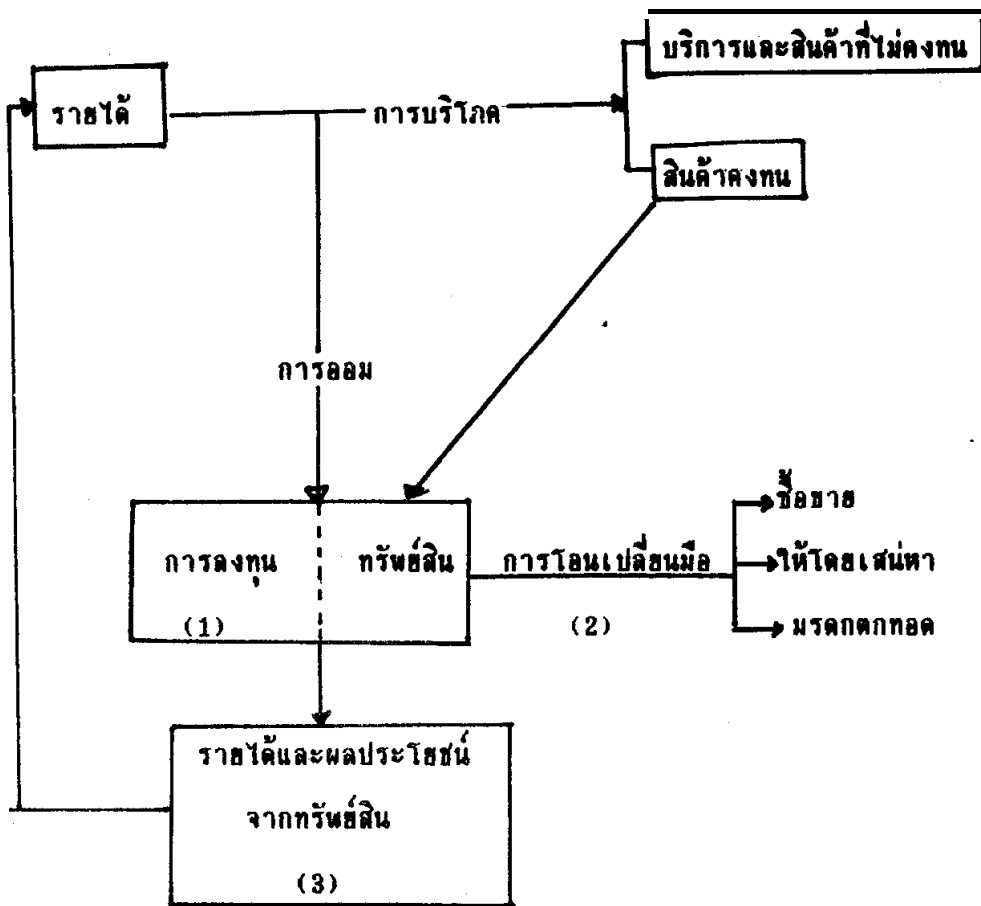 บริการและสินค้าที่ไม่คงทน
รายได้
การบริโภค
สินค้าคงทน
การออม
ซื้อขาย
การลงทุน
ทรัพย์สิน
การโอนเปลี่ยนมือ
ให้โดยเสน่หา
(1)
(2)
มรดกตกทอด
รายได้และผลประโยชน์
จากทรัพย์สิน
(3)